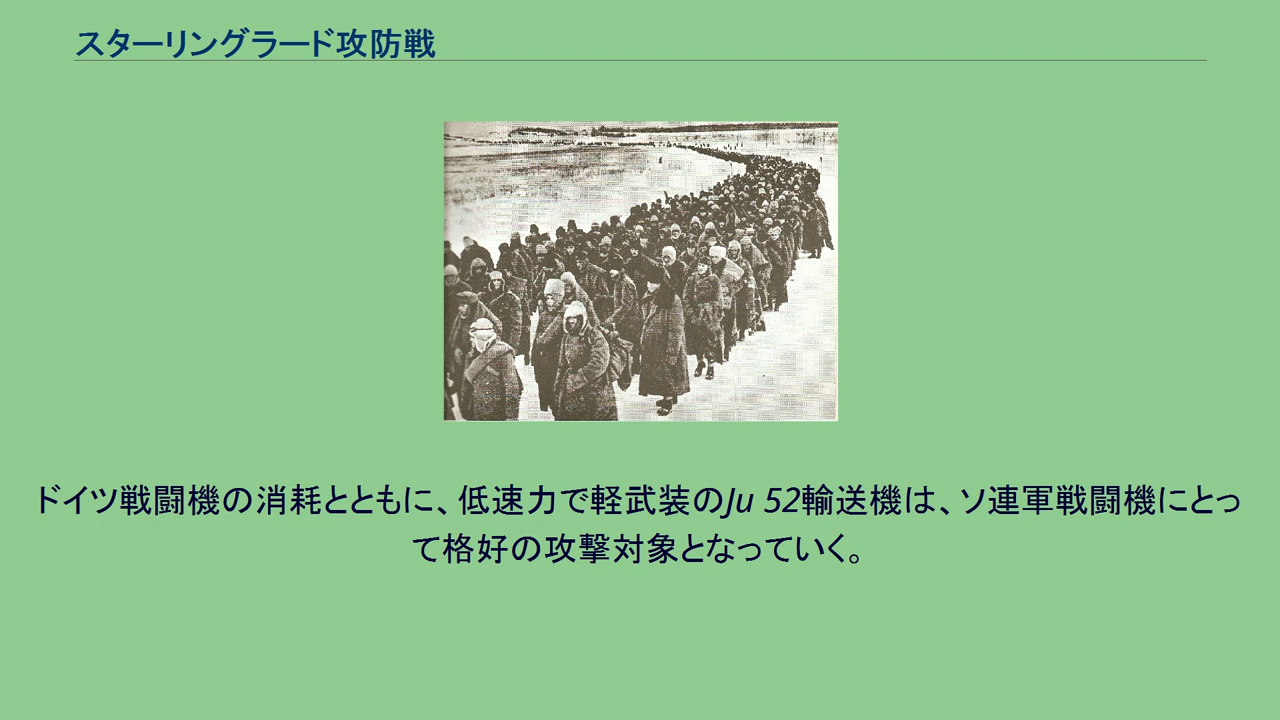 スターリングラード攻防戦
ドイツ戦闘機の消耗とともに、低速力で軽武装のJu 52輸送機は、ソ連軍戦闘機にとっ
て格好の攻撃対象となっていく。